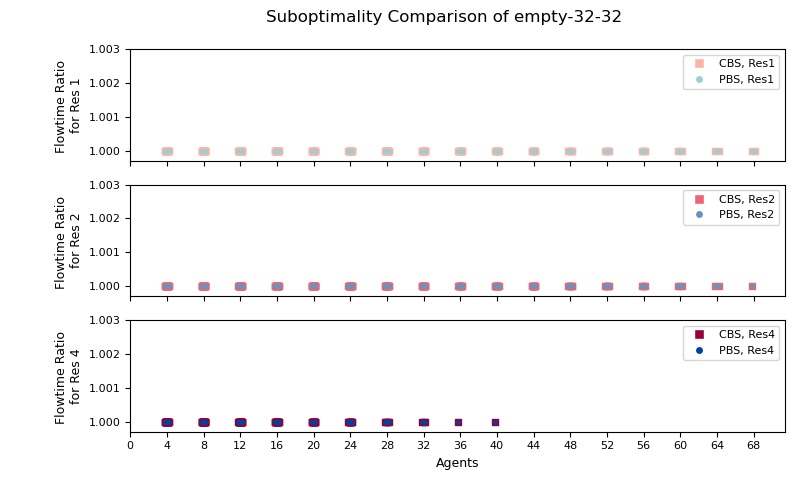 Suboptimality Comparison of empty-32-32
Flowtime Ratio
for Res 1
1.003
1.002
1.001
1.000
CBS, Res1
PBS, Res1
Flowtime Ratio
for Res 2
1.003
1.002
1.001
1.000
CBS, Res2
PBS, Res2
Flowtime Ratio
for Res 4
1.003
1.002
1.001
1.000
CBS, Res4
PBS, Res4
0 4 8 12 16 20 24 28 32 36 40 44 48 52 56 60 64 68
Agents